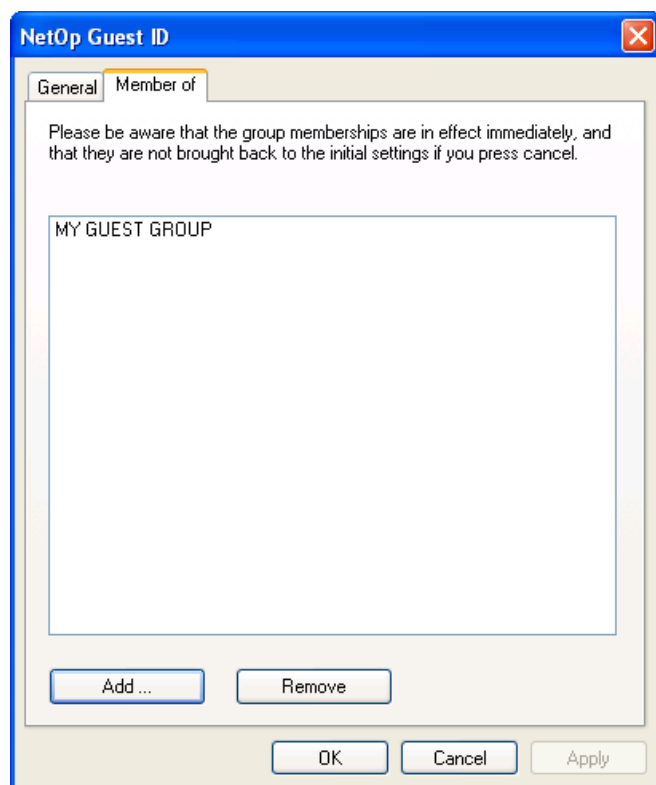 NetOp Guest ID
General
Member of
Please be aware that the group memberships are in effect immediately, and
that they are not brought back to the initial settings if you press cancel.
MY GUEST GROUP
Add ...
Remove
OK
Cancel
Apply